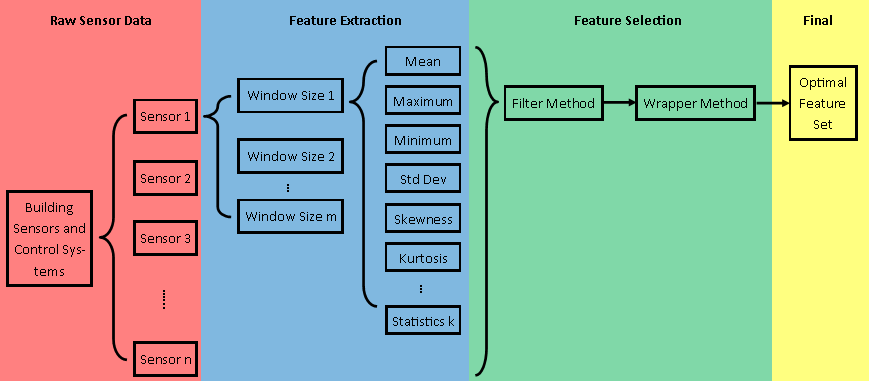 Raw Sensor Data
Feature Extraction
Feature Selection
Final
Building
Sensors and
Control Sys-
tems
Sensor 1
Sensor 2
Sensor 3
Sensor n
Window Size 1
Window Size 2
Window Size m
Mean
Maximum
Minimum
Std Dev
Skewness
Kurtosis
Statistics k
Filter Method
Wrapper Method
Optimal
Feature
Set